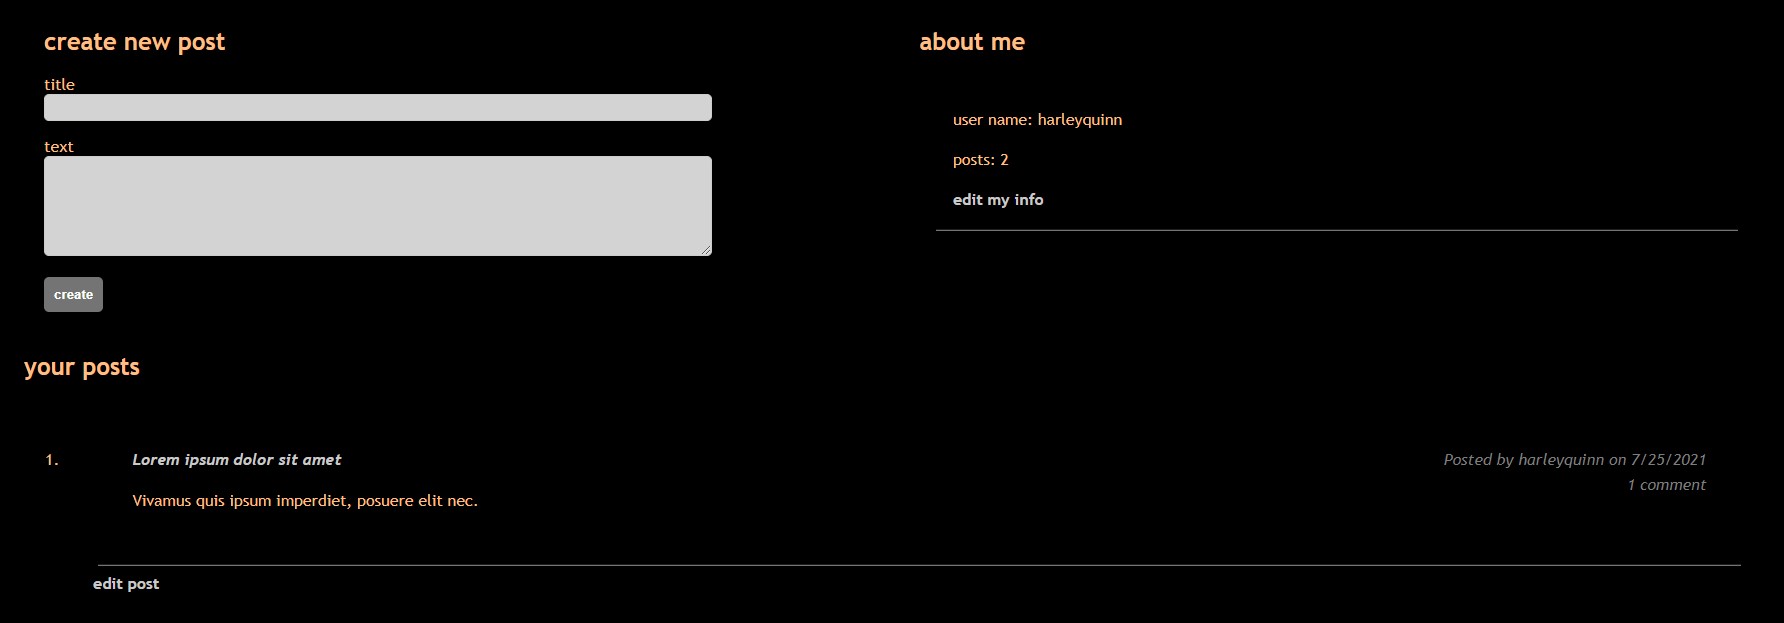 create new post
title
text
create
about me
user name: harleyquinn
posts: 2
edit my info
your posts
1.
Lorem ipsum dolor sit amet
Posted by harleyquinn on 7/25/2021
1 comment
Vivamus quis ipsum imperdiet, posuere elit nec.
edit post